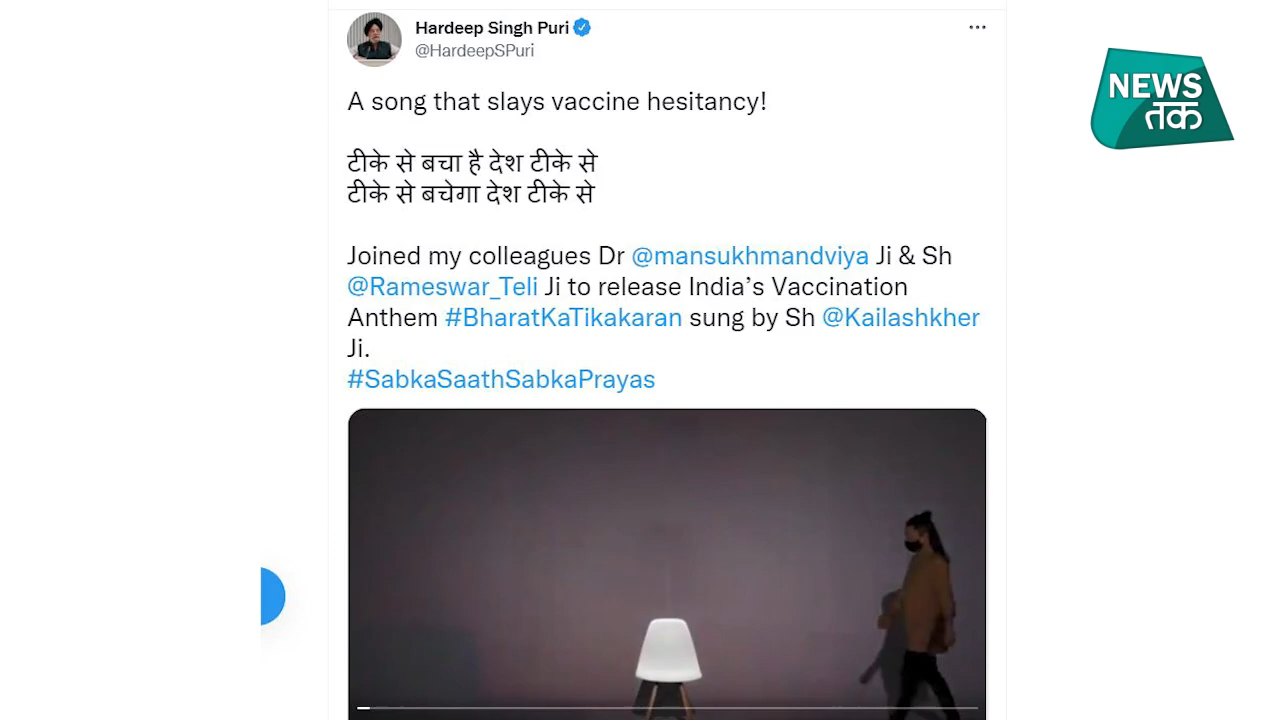 Hardeep Singh Puri
@HardeepSPuri
A song that slays vaccine hesitancy!
टीके से बचा है देश टीके से
टीके से बचेगा देश टीके से
Joined my colleagues Dr @mansukhmandviya Ji & Sh
@Rameswar_Teli Ji to release India’s Vaccination
Anthem #BharatKaTikakaran sung by Sh @Kailashkher
Ji.
#SabkaSaathSabkaPrayas
NEWS
तक